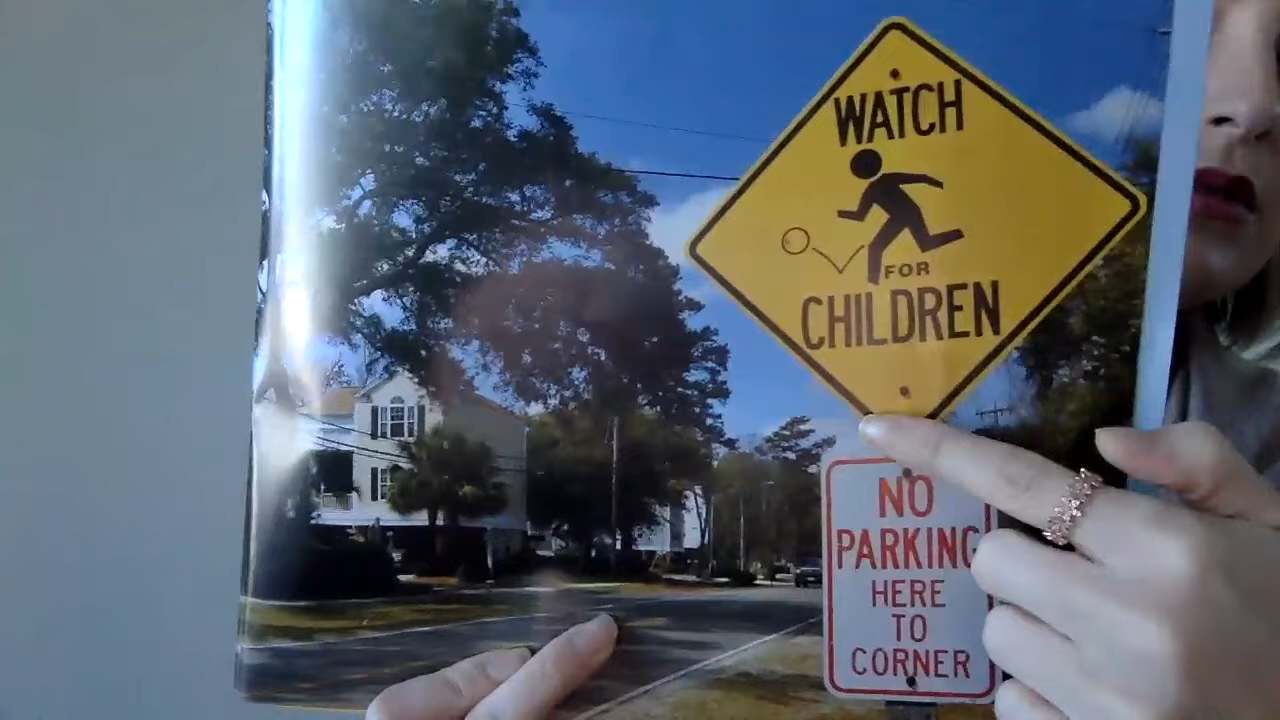 WATCH
FOR
CHILDREN
NO
PARKING
HERE
TO
CORNER